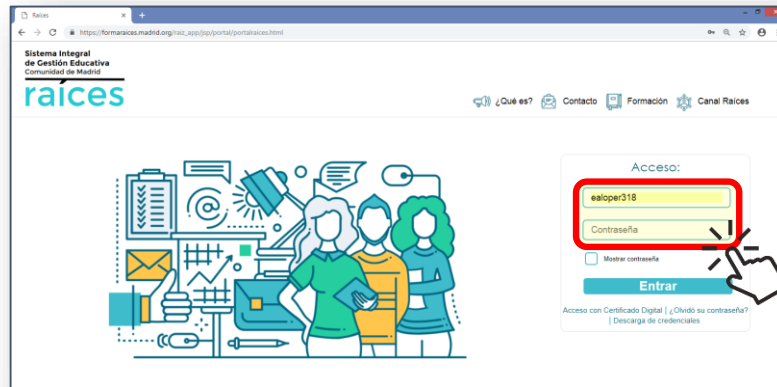 Raíces
https://formaraices.madrid.org/raiz_app/jsp/portal/portalraices.html
Sistema Integral
de Gestión Educativa
Comunidad de Madrid
raíces
¿Qué es?
Contacto
Formación
Canal Raíces
Acceso:
ealoper318
Contraseña
Mostrar contraseña
Entrar
Acceso con Certificado Digital | ¿Olvidó su contraseña?
| Descarga de credenciales